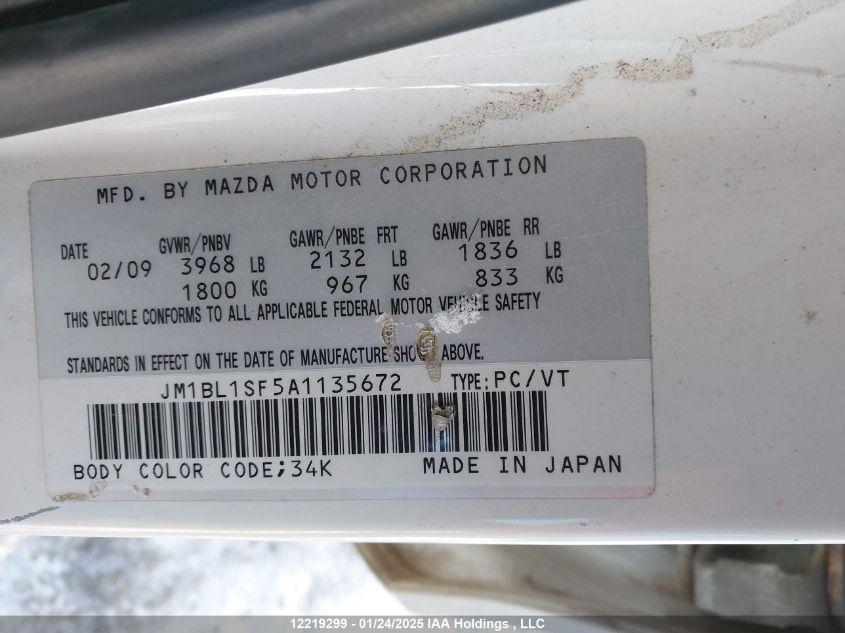 MFD. BY MAZDA MOTOR CORPORATION
DATE GVWR/PNBV GAWR/PNBE FRT GAWR/PNBE RR
02/09 3968 LB 2132 LB 1836 LB
1800 KG 967 KG 833 KG
THIS VEHICLE CONFORMS TO ALL APPLICABLE FEDERAL MOTOR VEHICLE SAFETY
STANDARDS IN EFFECT ON THE DATE OF MANUFACTURE SHOWN ABOVE.
JM1BL1SF5A1135672 TYPE:PC/VT
BODY COLOR CODE;34K MADE IN JAPAN
12219299 - 01/24/2025 IAA Holdings , LLC